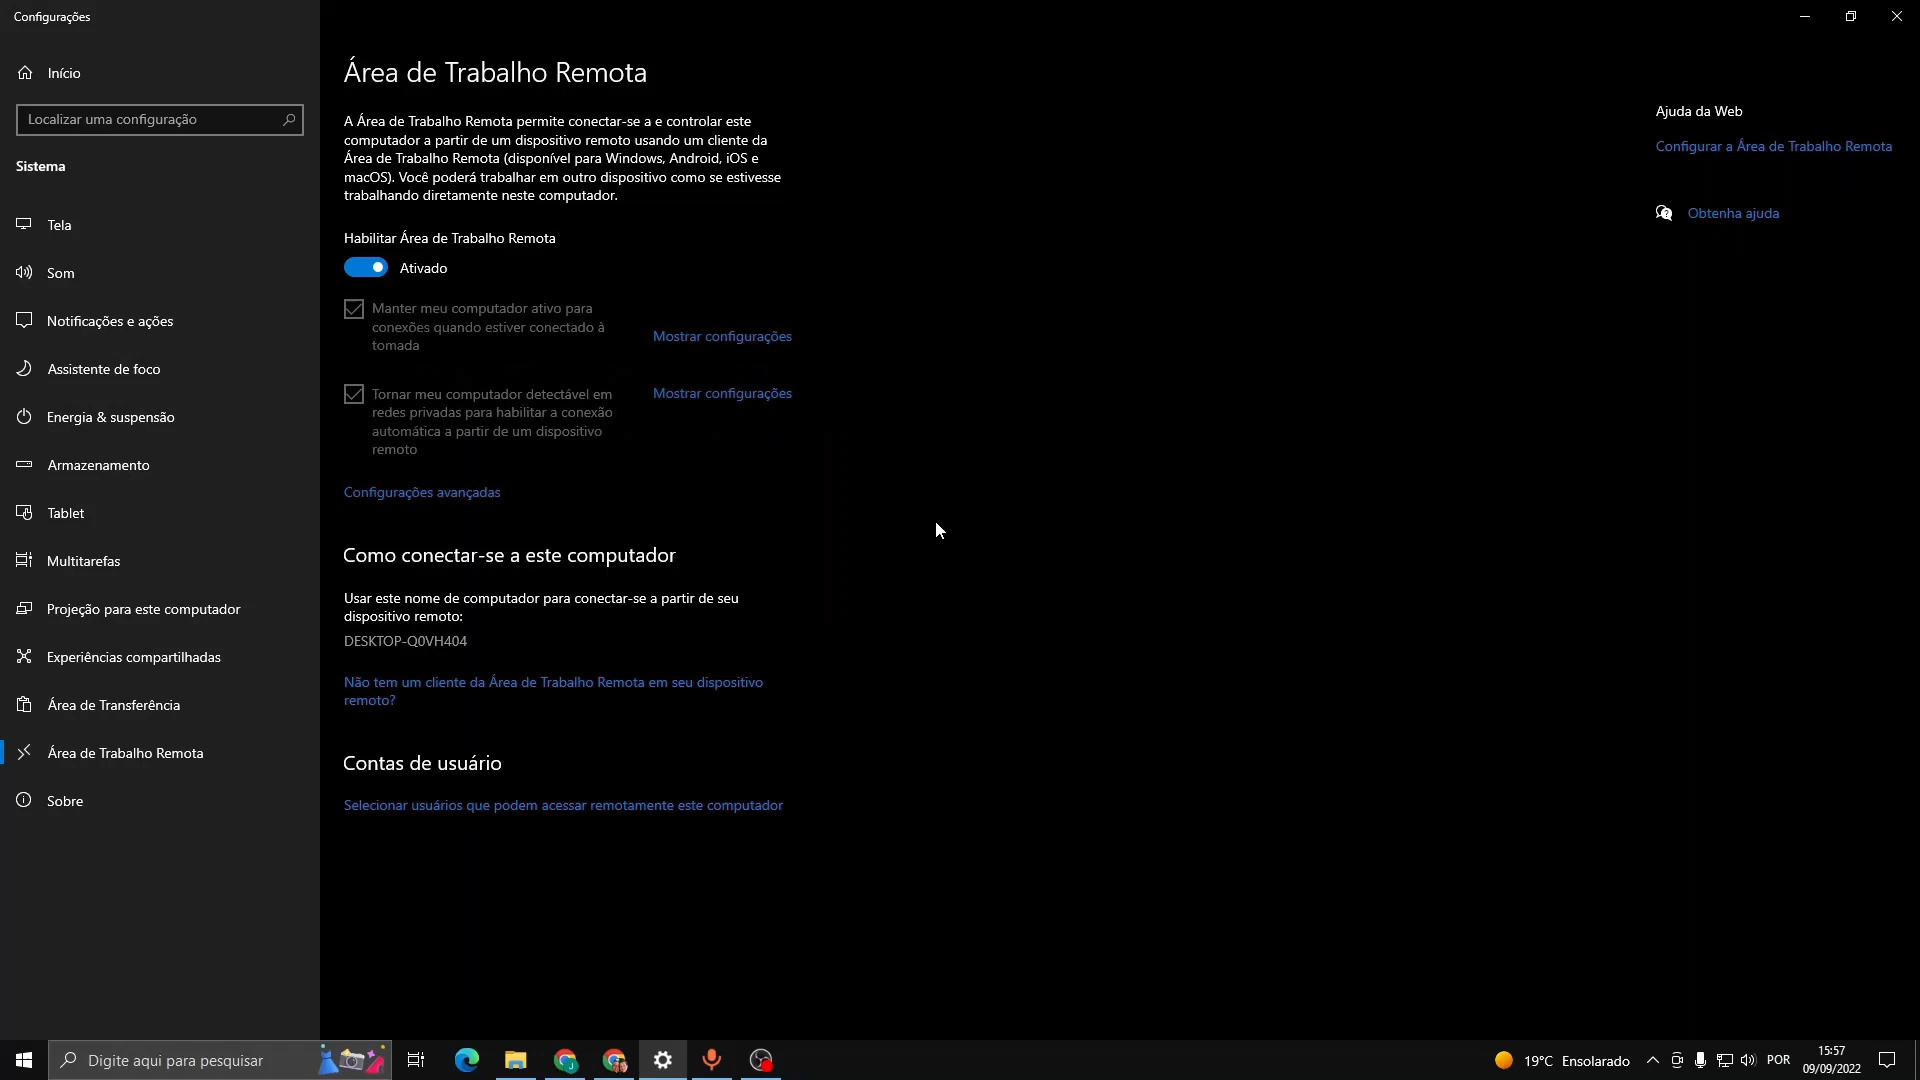 Configurações
Início
Localizar uma configuração
Sistema
Tela
Som
Notificações e ações
Assistente de foco
Energia & suspensão
Armazenamento
Tablet
Multitarefas
Projeção para este computador
Experiências compartilhadas
Área de Transferência
Área de Trabalho Remota
Sobre
Área de Trabalho Remota
A Área de Trabalho Remota permite conectar-se a e controlar este
computador a partir de um dispositivo remoto usando um cliente da
Área de Trabalho Remota (disponível para Windows, Android, iOS e
macOS). Você poderá trabalhar em outro dispositivo como se estivesse
trabalhando diretamente neste computador.
Habilitar Área de Trabalho Remota
Ativado
Manter meu computador ativo para
conexões quando estiver conectado à
tomada
Mostrar configurações
Tornar meu computador detectável em
redes privadas para habilitar a conexão
automática a partir de um dispositivo
remoto
Mostrar configurações
Configurações avançadas
Como conectar-se a este computador
Usar este nome de computador para conectar-se a partir de seu
dispositivo remoto:
DESKTOP-Q0VH404
Não tem um cliente da Área de Trabalho Remota em seu dispositivo
remoto?
Contas de usuário
Selecionar usuários que podem acessar remotamente este computador
Ajuda da Web
Configurar a Área de Trabalho Remota
Obtenha ajuda
Digite aqui para pesquisar
J
19°C Ensolarado
POR
15:57
09/09/2022